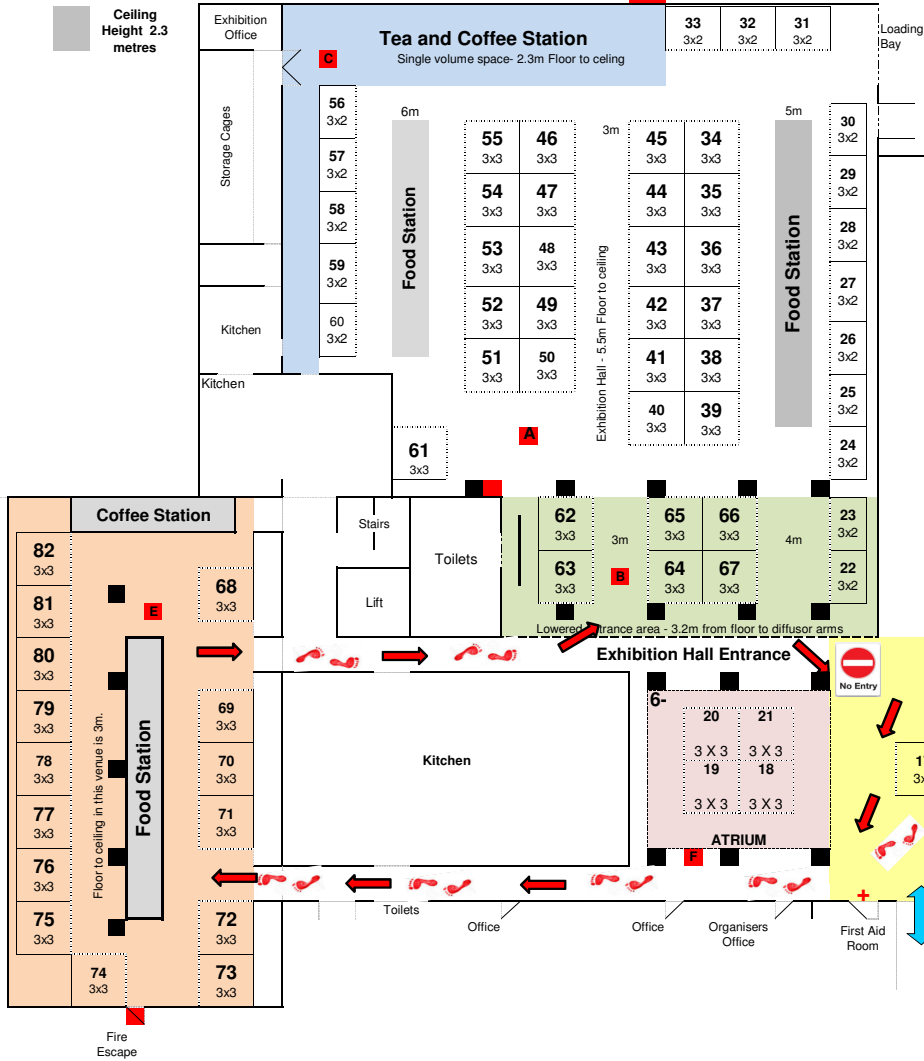 Ceiling
Height 2.3
metres
Exhibition
Office
Tea and Coffee Station
Single volume space- 2.3m Floor to celing
C
33
3x2
32
3x2
31
3x2
Loading
Bay
Storage Cages
56
3x2
57
3x2
58
3x2
59
3x2
60
3x2
6m
Food Station
55
3x3
46
3x3
54
3x3
47
3x3
53
3x3
48
3x3
52
3x3
49
3x3
51
3x3
50
3x3
3m
Exhibition Hall - 5.5m Floor to ceiling
45
3x3
34
3x3
44
3x3
35
3x3
43
3x3
36
3x3
42
3x3
37
3x3
41
3x3
38
3x3
40
3x3
39
3x3
5m
Food Station
30
3x2
29
3x2
28
3x2
27
3x2
26
3x2
25
3x2
24
3x2
Kitchen
Kitchen
61
3x3
A
Coffee Station
Stairs
Lift
Toilets
62
3x3
63
3x3
3m
B
65
3x3
66
3x3
64
3x3
67
3x3
4m
23
3x2
22
3x2
Lowered entrance area - 3.2m from floor to diffusor arms
Exhibition Hall Entrance
No Entry
82
3x3
81
3x3
80
3x3
79
3x3
78
3x3
77
3x3
76
3x3
75
3x3
74
3x3
E
Floor to ceiling in this venue is 3m.
Food Station
68
3x3
69
3x3
70
3x3
71
3x3
72
3x3
73
3x3
Kitchen
6-
20
3 X 3
21
3 X 3
19
3 X 3
18
3 X 3
ATRIUM
F
Toilets
Office
Office
Organisers
Office
First Aid
Room
Fire
Escape